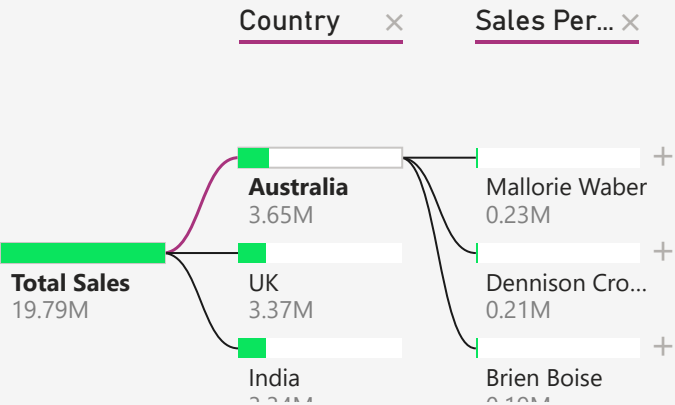 Country
Sales Per...
Australia
3.65M
Mallorie Waber
0.23M
Total Sales
19.79M
UK
3.37M
Dennison Cro...
0.21M
India
Brien Boise